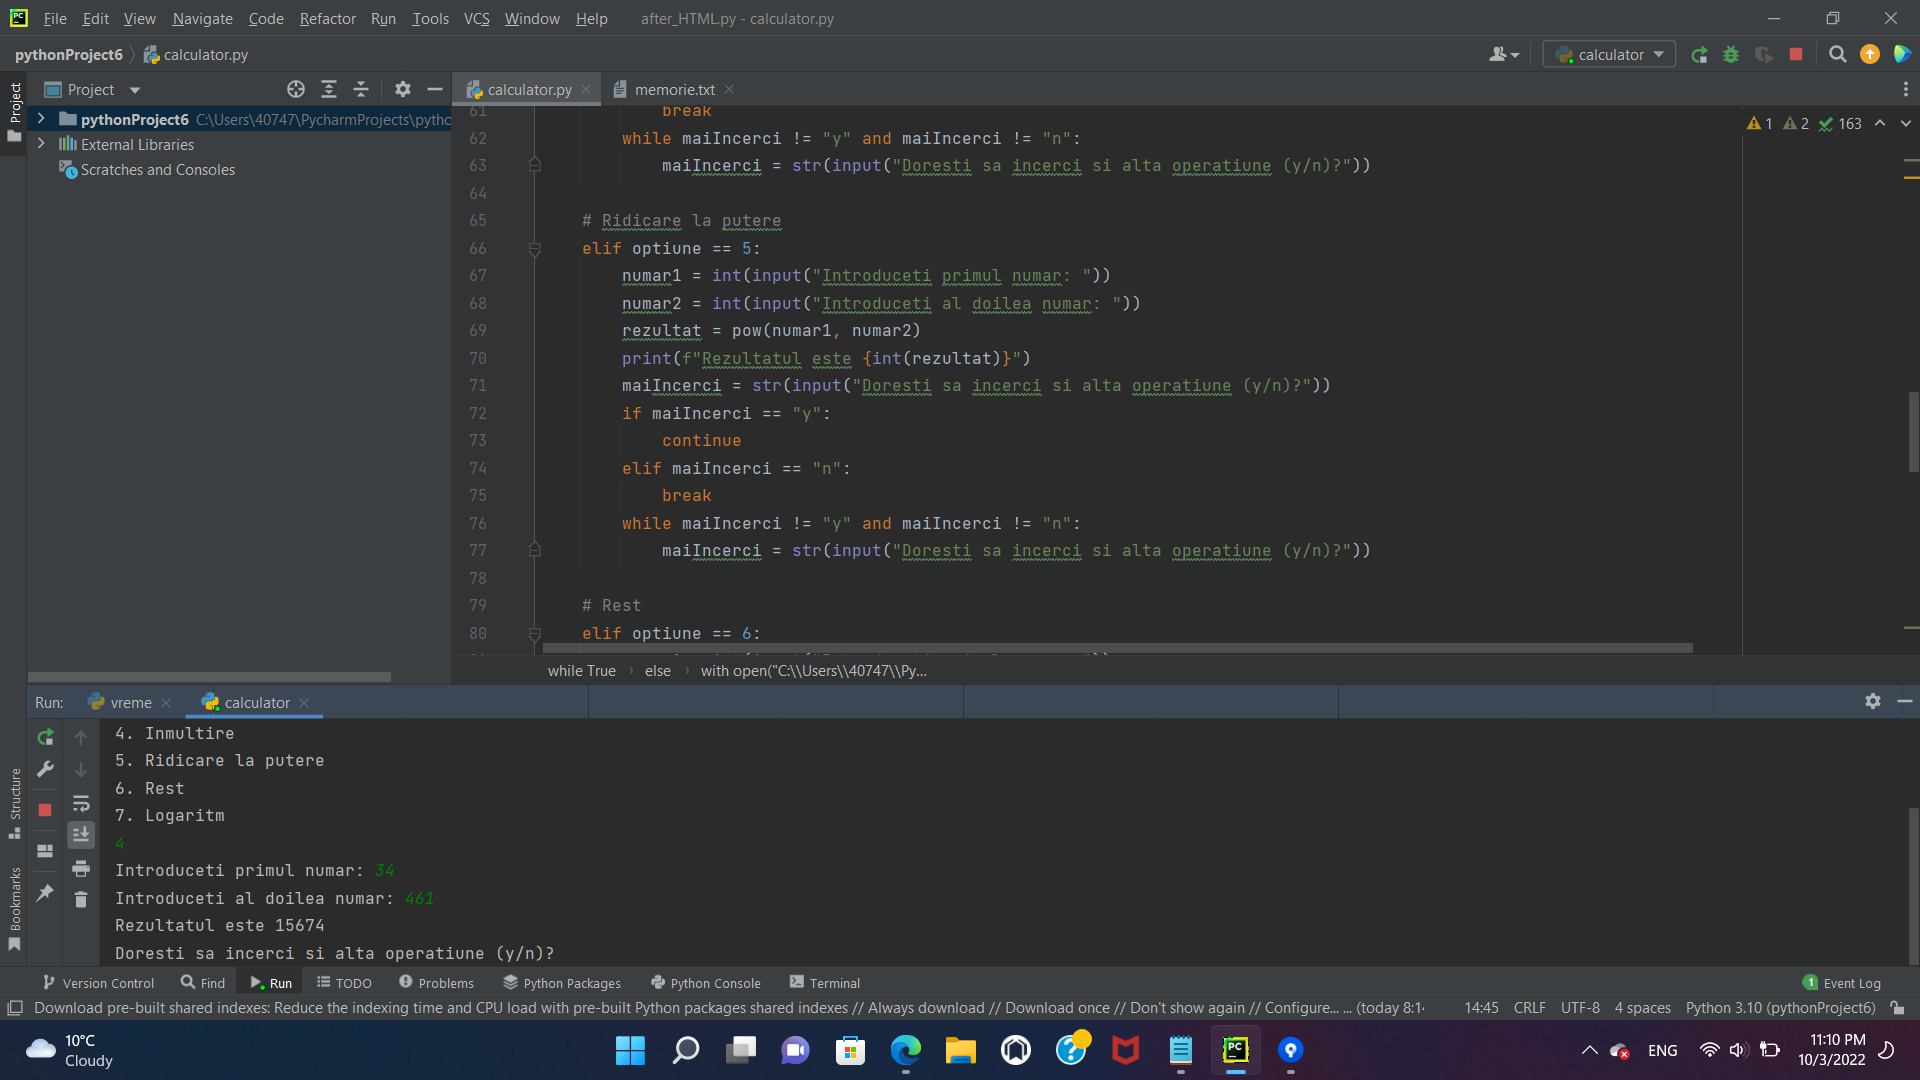 File Edit View Navigate Code Refactor Run Tools VCS Window Help after_HTML.py - calculator.py
pythonProject6 calculator.py calculator
Project calculator.py memorie.txt
Project
pythonProject6 C:\Users\40747\PycharmProjects\pytho
External Libraries
Scratches and Consoles
1 2 163
61 break
62 while maiIncerci != "y" and maiIncerci != "n":
63 maiIncerci = str(input("Doresti sa incerci si alta operatiune (y/n)?"))
64
65 # Ridicare la putere
66 elif optiune == 5:
67 numar1 = int(input("Introduceti primul numar: "))
68 numar2 = int(input("Introduceti al doilea numar: "))
69 rezultat = pow(numar1, numar2)
70 print(f"Rezultatul este {int(rezultat)}")
71 maiIncerci = str(input("Doresti sa incerci si alta operatiune (y/n)?"))
72 if maiIncerci == "y":
73 continue
74 elif maiIncerci == "n":
75 break
76 while maiIncerci != "y" and maiIncerci != "n":
77 maiIncerci = str(input("Doresti sa incerci si alta operatiune (y/n)?"))
78
79 # Rest
80 elif optiune == 6:
while True else with open("C:\\Users\\40747\\Py...
Run: vreme calculator
4. Inmultire
5. Ridicare la putere
6. Rest
7. Logaritm
4
Introduceti primul numar: 34
Introduceti al doilea numar: 461
Rezultatul este 15674
Doresti sa incerci si alta operatiune (y/n)?
Structure
Bookmarks
Version Control Find Run TODO Problems Python Packages Python Console Terminal 1 Event Log
Download pre-built shared indexes: Reduce the indexing time and CPU load with pre-built Python packages shared indexes // Always download // Download once // Don't show again // Configure... ... (today 8:1 14:45 CRLF UTF-8 4 spaces Python 3.10 (pythonProject6)
10°C
Cloudy
ENG
11:10 PM
10/3/2022